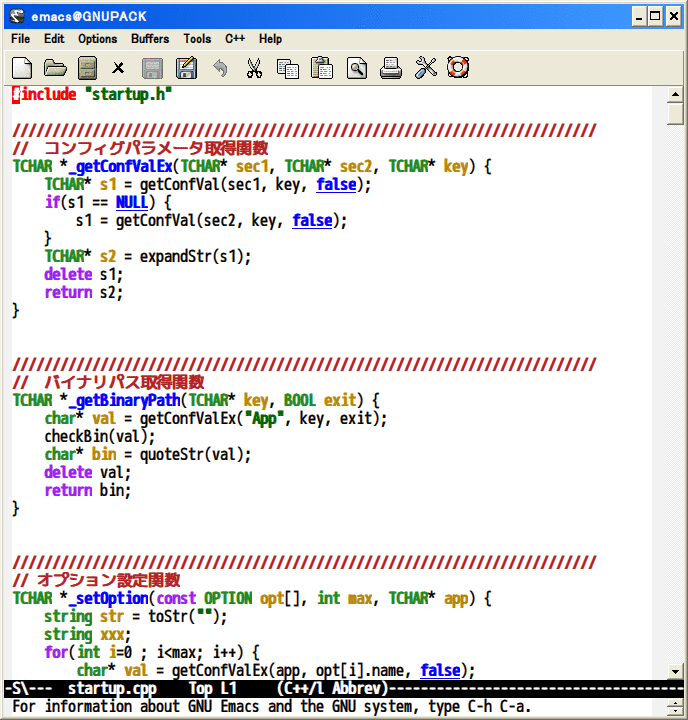 emacs@GNUPACK
File Edit Options Buffers Tools C++ Help
#include "startup.h"
/////////////////////////////////////////////////////////////////////////
//  コンフィグパラメータ取得関数
TCHAR *_getConfValEx(TCHAR* sec1, TCHAR* sec2, TCHAR* key) {
    TCHAR* s1 = getConfVal(sec1, key, false);
    if(s1 == NULL) {
        s1 = getConfVal(sec2, key, false);
    }
    TCHAR* s2 = expandStr(s1);
    delete s1;
    return s2;
}
/////////////////////////////////////////////////////////////////////////
//  バイナリパス取得関数
TCHAR *_getBinaryPath(TCHAR* key, BOOL exit) {
    char* val = getConfValEx("App", key, exit);
    checkBin(val);
    char* bin = quoteStr(val);
    delete val;
    return bin;
}
/////////////////////////////////////////////////////////////////////////
// オプション設定関数
TCHAR *_setOption(const OPTION opt[], int max, TCHAR* app) {
    string str = toStr("");
    string xxx;
    for(int i=0 ; i<max; i++) {
        char* val = getConfValEx(app, opt[i].name, false);
-S\---  startup.cpp    Top L1     (C++/l Abbrev)-------------------------------------
For information about GNU Emacs and the GNU system, type C-h C-a.